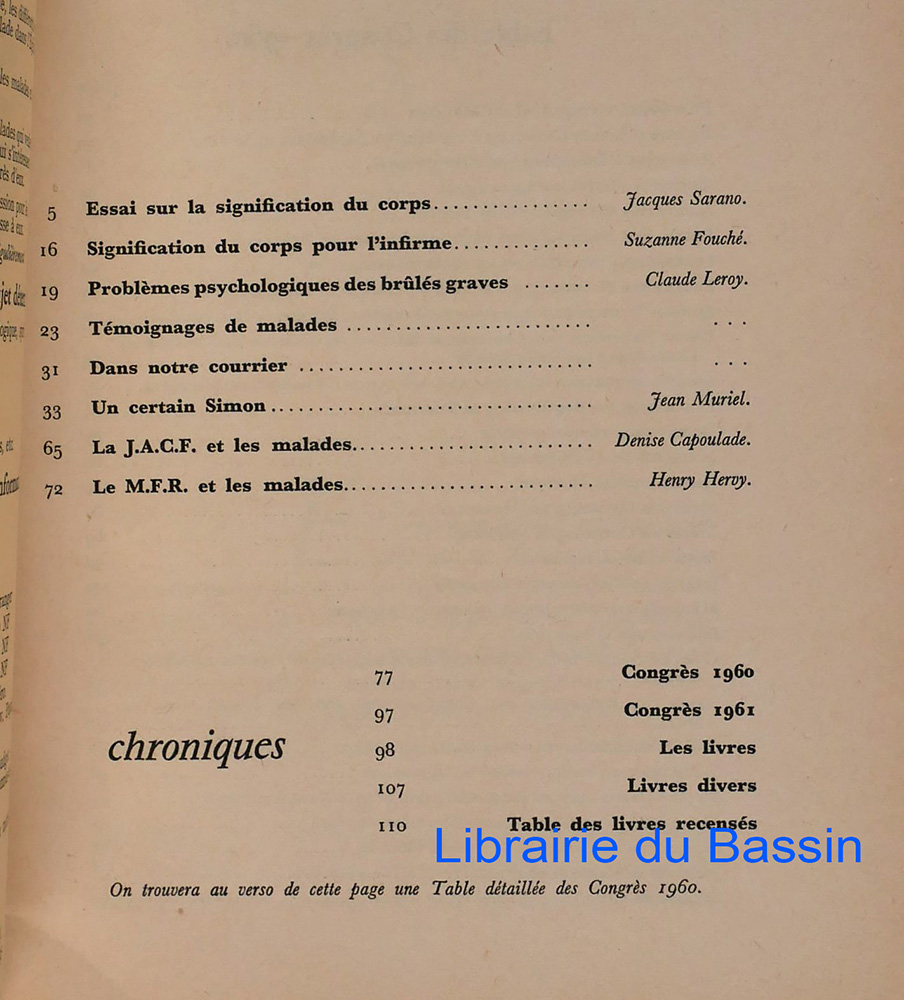 5 Essai sur la signification du corps................ Jacques Sarano.
16 Signification du corps pour l'infirme.............. Suzanne Fouché.
19 Problèmes psychologiques des brûlés graves ....... Claude Leroy.
23 Témoignages de malades ......................... . . .
31 Dans notre courrier .............................. . . .
33 Un certain Simon................................. Jean Muriel.
65 La J.A.C.F. et les malades......................... Denise Capoulade.
72 Le M.F.R. et les malades.......................... Henry Hervy.
chroniques
77 Congrès 1960
97 Congrès 1961
98 Les livres
107 Livres divers
110 Table des livres recensés
Librairie du Bassin
On trouvera au verso de cette page une Table détaillée des Congrès 1960.